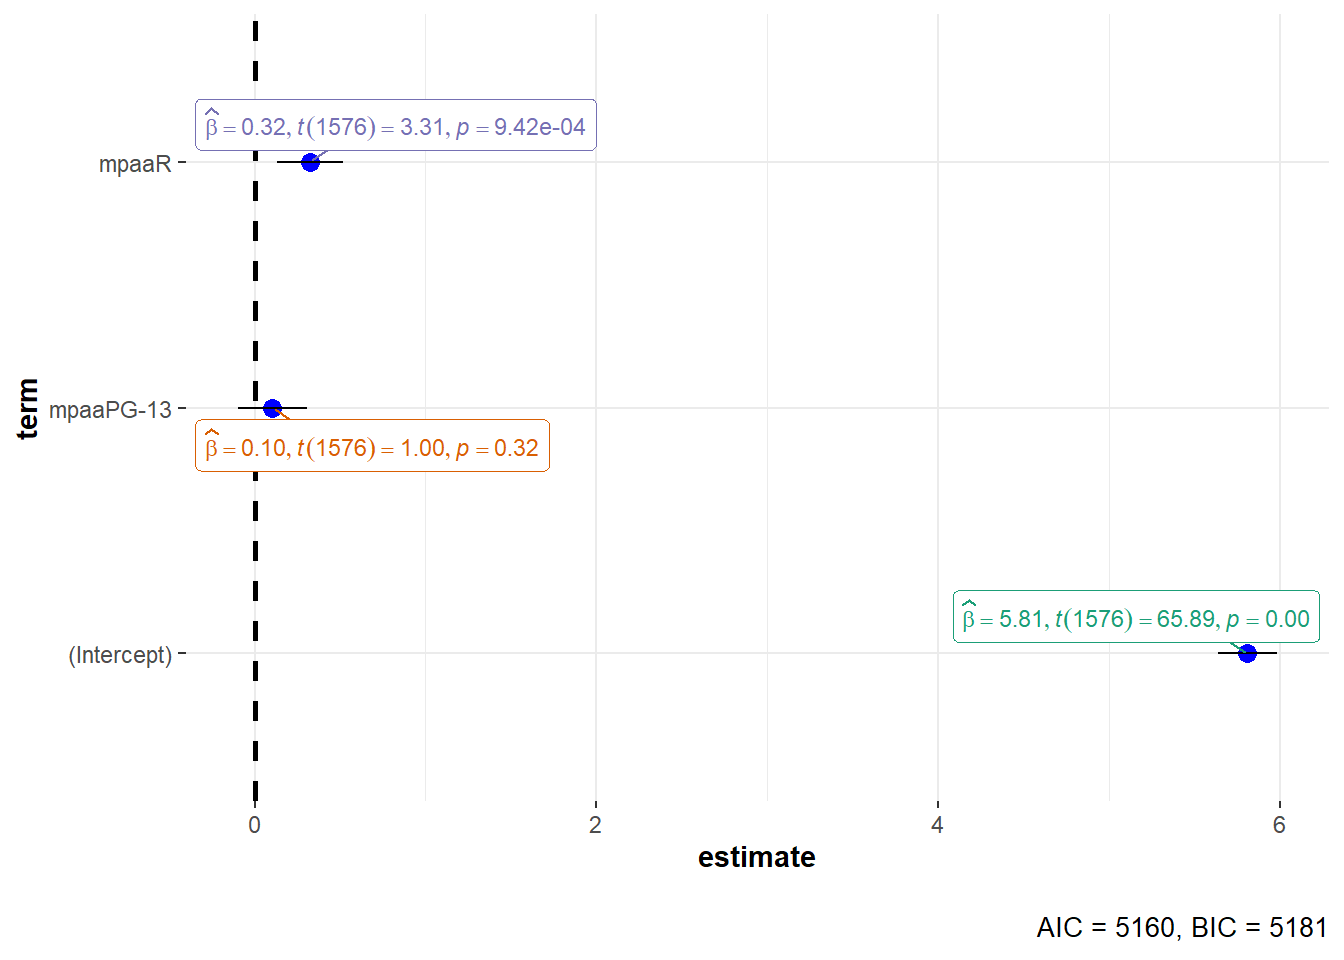 β̂ = 0.32, t(1576) = 3.31, p = 9.42e-04
mpaaR
term
mpaaPG-13
β̂ = 0.10, t(1576) = 1.00, p = 0.32
β̂ = 5.81, t(1576) = 65.89, p = 0.00
(Intercept)
0 2 4 6
estimate
AIC = 5160, BIC = 5181